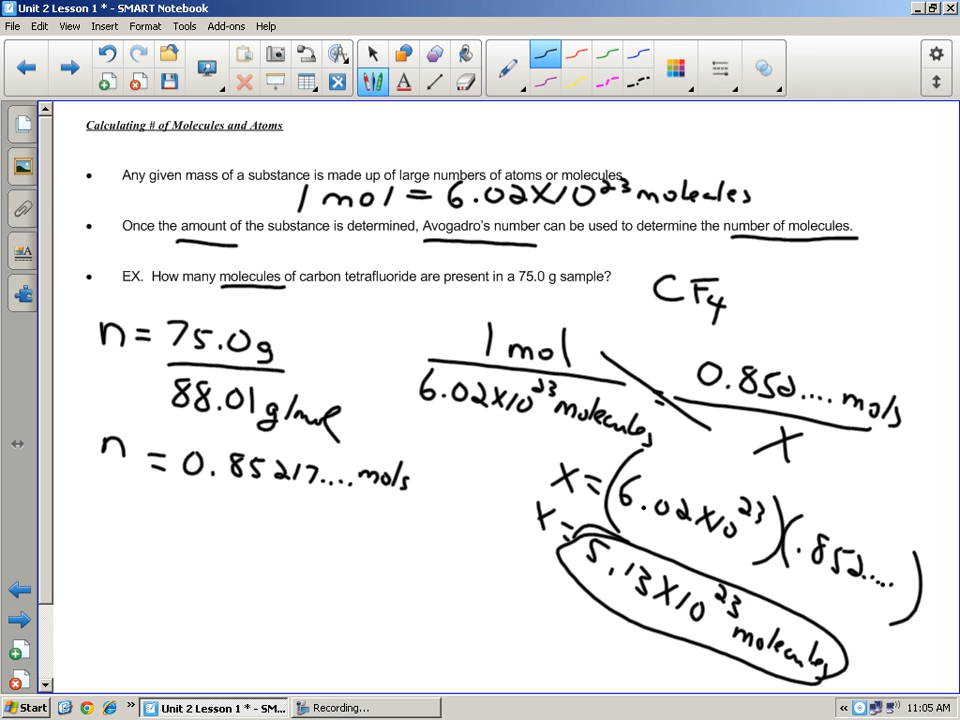 Unit 2 Lesson 1 * - SMART Notebook
File Edit View Insert Format Tools Add-ons Help
Calculating # of Molecules and Atoms
• Any given mass of a substance is made up of large numbers of atoms or molecules.
1 mol = 6.02X10²³ molecules
• Once the amount of the substance is determined, Avogadro's number can be used to determine the number of molecules.
• EX. How many molecules of carbon tetrafluoride are present in a 75.0 g sample?
CF₄
n = 75.0g
88.01 g/mol
n = 0.85217.... mols
1 mol
6.02X10²³ molecules
=
0.852.... mols
X
X = (6.02X10²³)(.852....)
X = 5.13X10²³ molecules
Start » Unit 2 Lesson 1 * - SM... Recording... « 11:05 AM